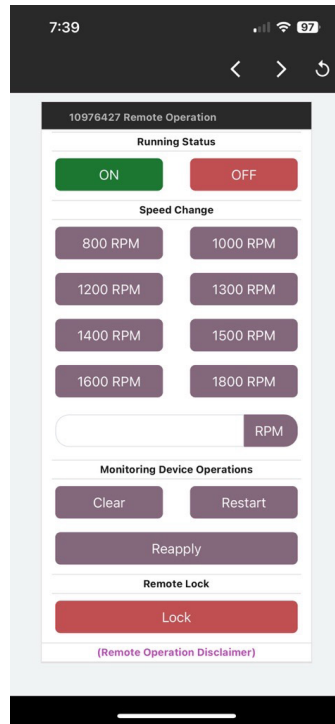 7:39
97
10976427 Remote Operation
Running Status
ON OFF
Speed Change
800 RPM 1000 RPM
1200 RPM 1300 RPM
1400 RPM 1500 RPM
1600 RPM 1800 RPM
RPM
Monitoring Device Operations
Clear Restart
Reapply
Remote Lock
Lock
(Remote Operation Disclaimer)